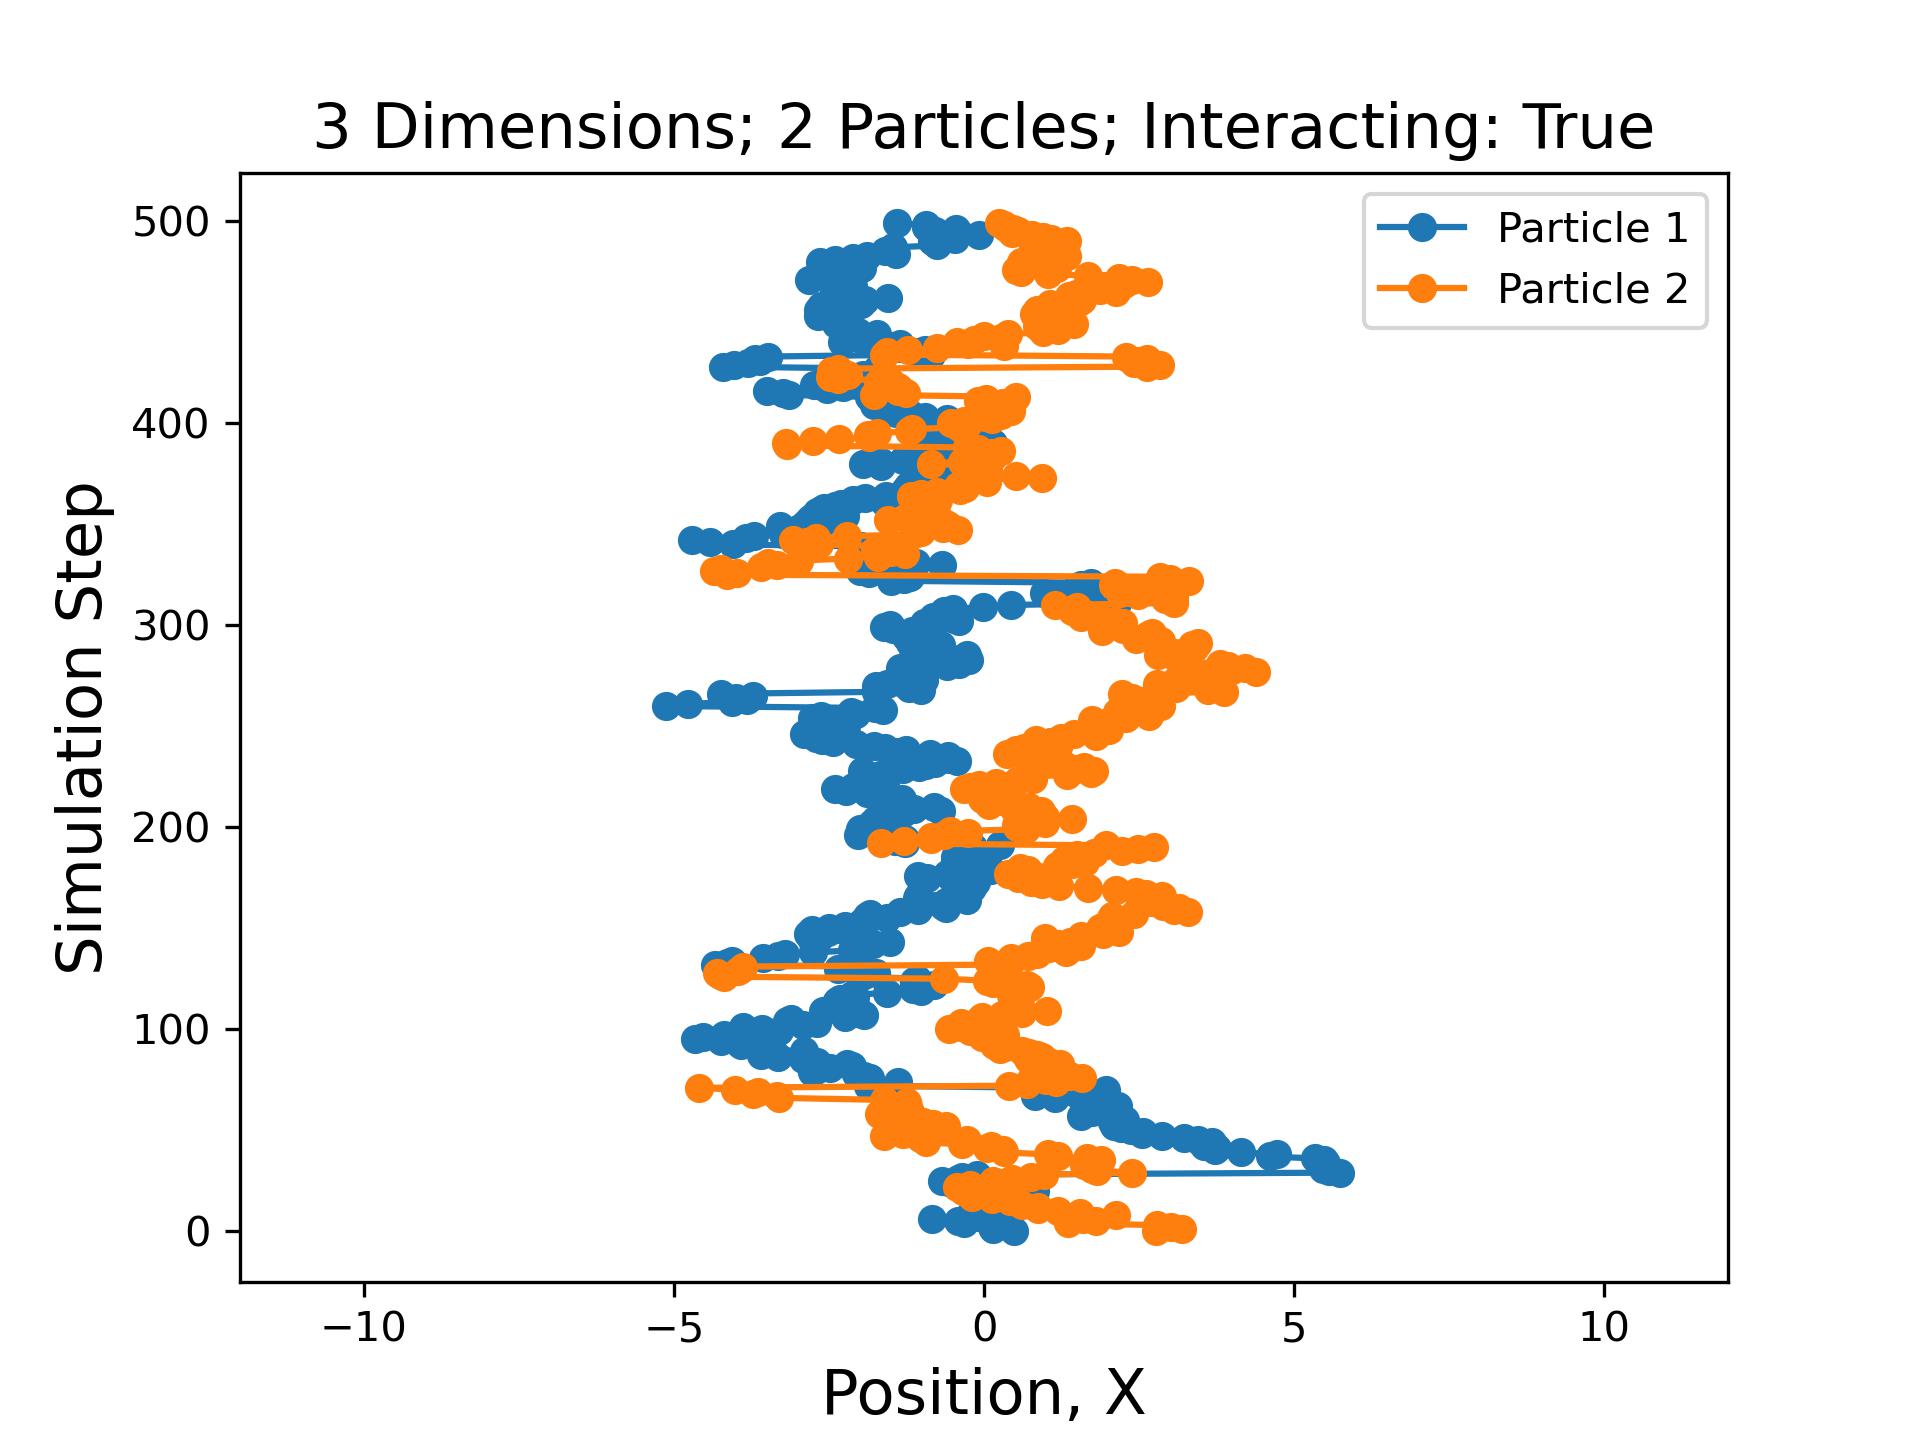 3 Dimensions; 2 Particles; Interacting: True
Particle 1
Particle 2
Simulation Step
500
400
300
200
100
0
−10
−5
0
5
10
Position, X